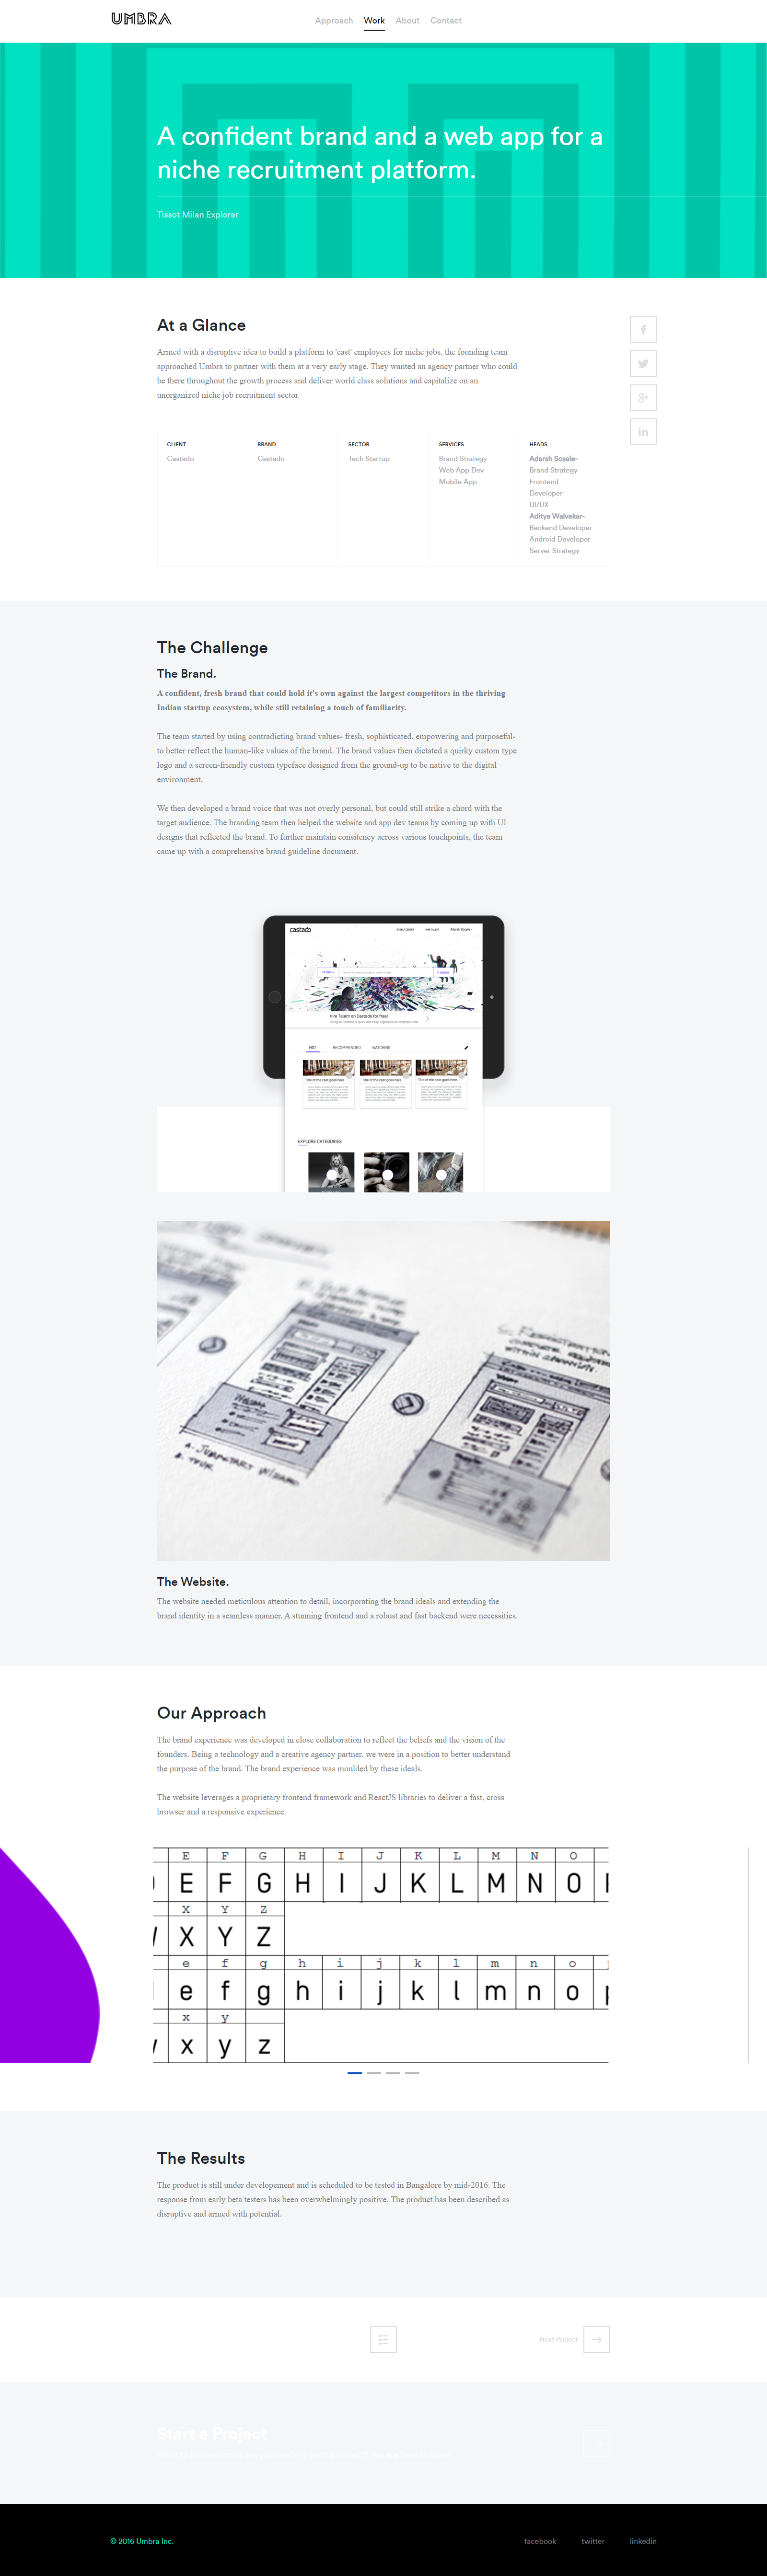 UMBRA
Approach Work About Contact
A confident brand and a web app for a
niche recruitment platform.
Tissot Milan Explorer
At a Glance
Armed with a disruptive idea to build a platform to 'cast' employees for niche jobs, the founding team
approached Umbra to partner with them at a very early stage. They wanted an agency partner who could
be there throughout the growth process and deliver world class solutions and capitalize on an
unorganized niche job recruitment sector.
CLIENT
Castado
BRAND
Castado
SECTOR
Tech Startup
SERVICES
Brand Strategy
Web App Dev
Mobile App
HEADS
Adarsh Sosale-
Brand Strategy
Frontend
Developer
UI/UX
Aditya Walvekar-
Backend Developer
Android Developer
Server Strategy
The Challenge
The Brand.
A confident, fresh brand that could hold it's own against the largest competitors in the thriving
Indian startup ecosystem, while still retaining a touch of familiarity.
The team started by using contradicting brand values- fresh, sophisticated, empowering and purposeful-
to better reflect the human-like values of the brand. The brand values then dictated a quirky custom type
logo and a screen-friendly custom typeface designed from the ground-up to be native to the digital
environment.
We then developed a brand voice that was not overly personal, but could still strike a chord with the
target audience. The branding team then helped the website and app dev teams by coming up with UI
designs that reflected the brand. To further maintain consitency across various touchpoints, the team
came up with a comprehensive brand guideline document.
castado
Hire Talent on Castado for free!
HOT RECOMMENDED WATCHING
Title of the cast goes here. Title of the cast goes here. Title of the cast goes here.
EXPLORE CATEGORIES
The Website.
The website needed meticulous attention to detail, incorporating the brand ideals and extending the
brand identity in a seamless manner. A stunning frontend and a robust and fast backend were necessities.
Our Approach
The brand experience was developed in close collaboration to reflect the beliefs and the vision of the
founders. Being a technology and a creative agency partner, we were in a position to better understand
the purpose of the brand. The brand experience was moulded by these ideals.
The website leverages a proprietary frontend framework and ReactJS libraries to deliver a fast, cross
browser and a responsive experience.
E F G H I J K L M N O
E F G H I J K L M N O
X Y Z
X Y Z
e f g h i j k l m n o
e f g h i j k l m n o
x y
x y z
The Results
The product is still under developement and is scheduled to be tested in Bangalore by mid-2016. The
response from early beta testers has been overwhelmingly positive. The product has been described as
disruptive and armed with potential.
Next Project
Start a Project
© 2016 Umbra Inc.
facebook twitter linkedin